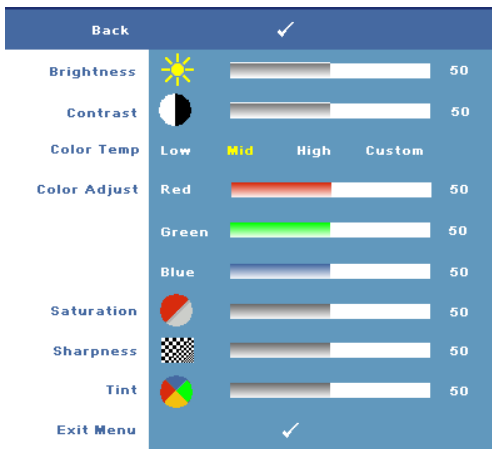 Back
Brightness 50
Contrast 50
Color Temp Low Mid High Custom
Color Adjust Red 50
Green 50
Blue 50
Saturation 50
Sharpness 50
Tint 50
Exit Menu